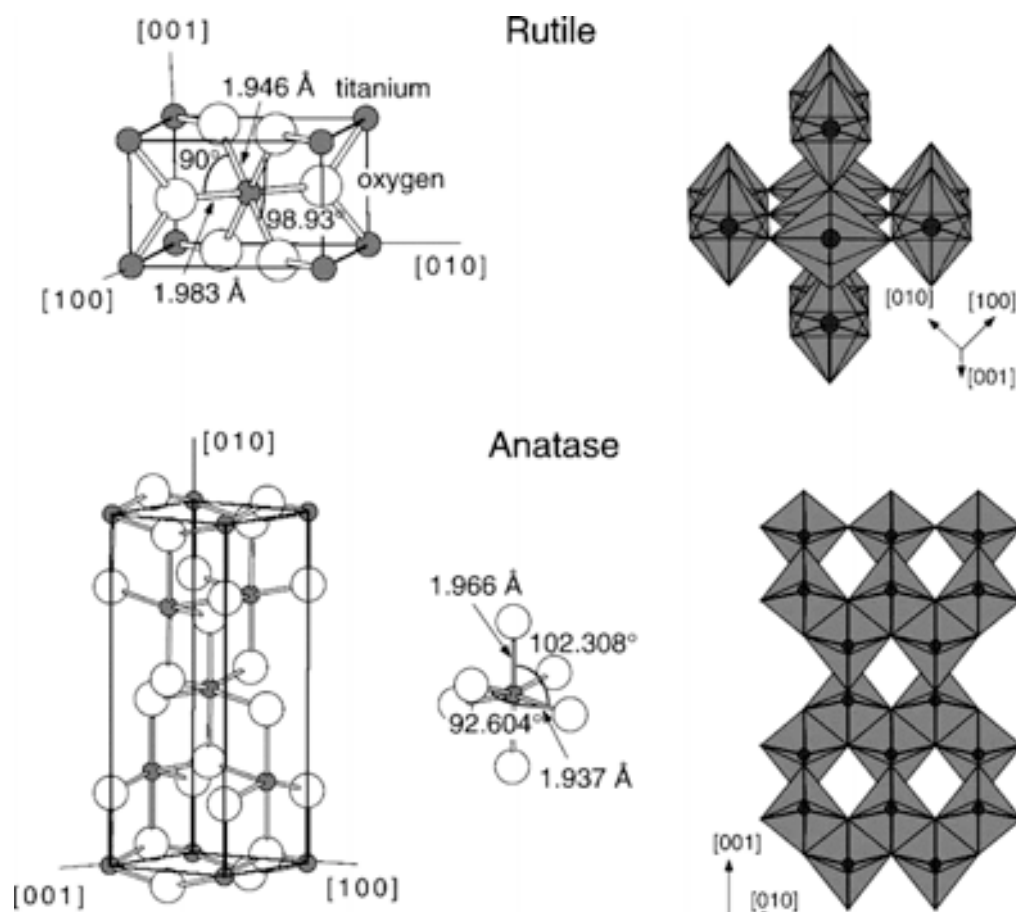 Rutile
[001]
1.946 Å
titanium
90°
oxygen
98.93°
[010]
[100]
1.983 Å
[010]
[100]
[001]
Anatase
[010]
1.966 Å
102.308°
92.604°
1.937 Å
[001]
[100]
[001]
[010]